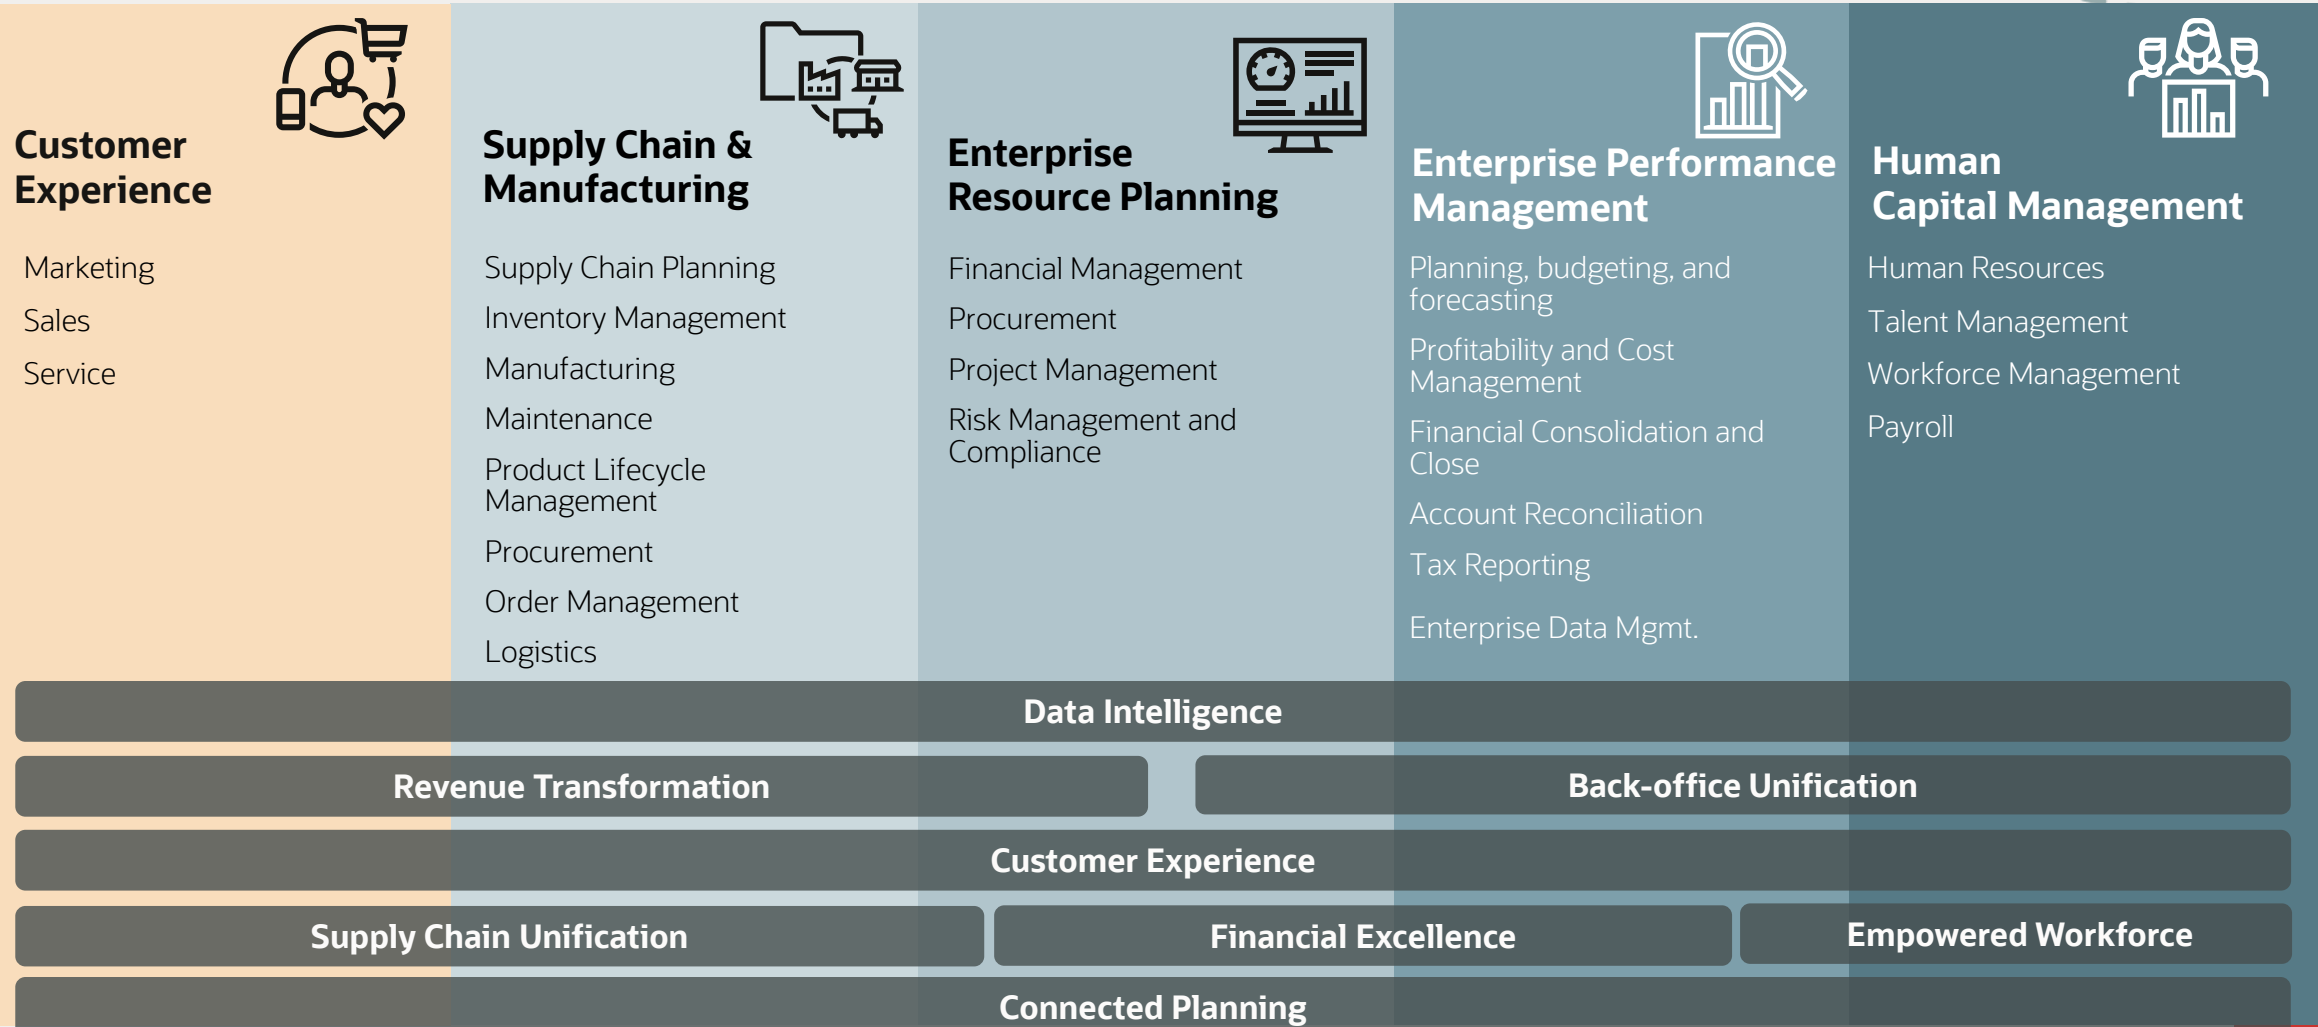 Customer
Experience
Marketing
Sales
Service
Supply Chain &
Manufacturing
Supply Chain Planning
Inventory Management
Manufacturing
Maintenance
Product Lifecycle
Management
Procurement
Order Management
Logistics
Enterprise
Resource Planning
Financial Management
Procurement
Project Management
Risk Management and
Compliance
Enterprise Performance
Management
Planning, budgeting, and
forecasting
Profitability and Cost
Management
Financial Consolidation and
Close
Account Reconciliation
Tax Reporting
Enterprise Data Mgmt.
Human
Capital Management
Human Resources
Talent Management
Workforce Management
Payroll
Data Intelligence
Revenue Transformation
Back-office Unification
Customer Experience
Supply Chain Unification
Financial Excellence
Empowered Workforce
Connected Planning